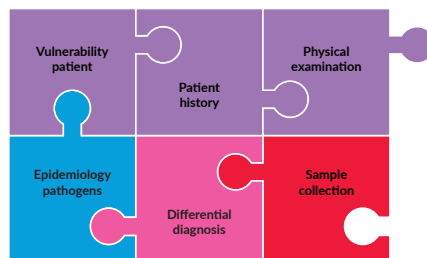 Vulnerability
patient
Patient
history
Physical
examination
Epidemiology
pathogens
Differential
diagnosis
Sample
collection